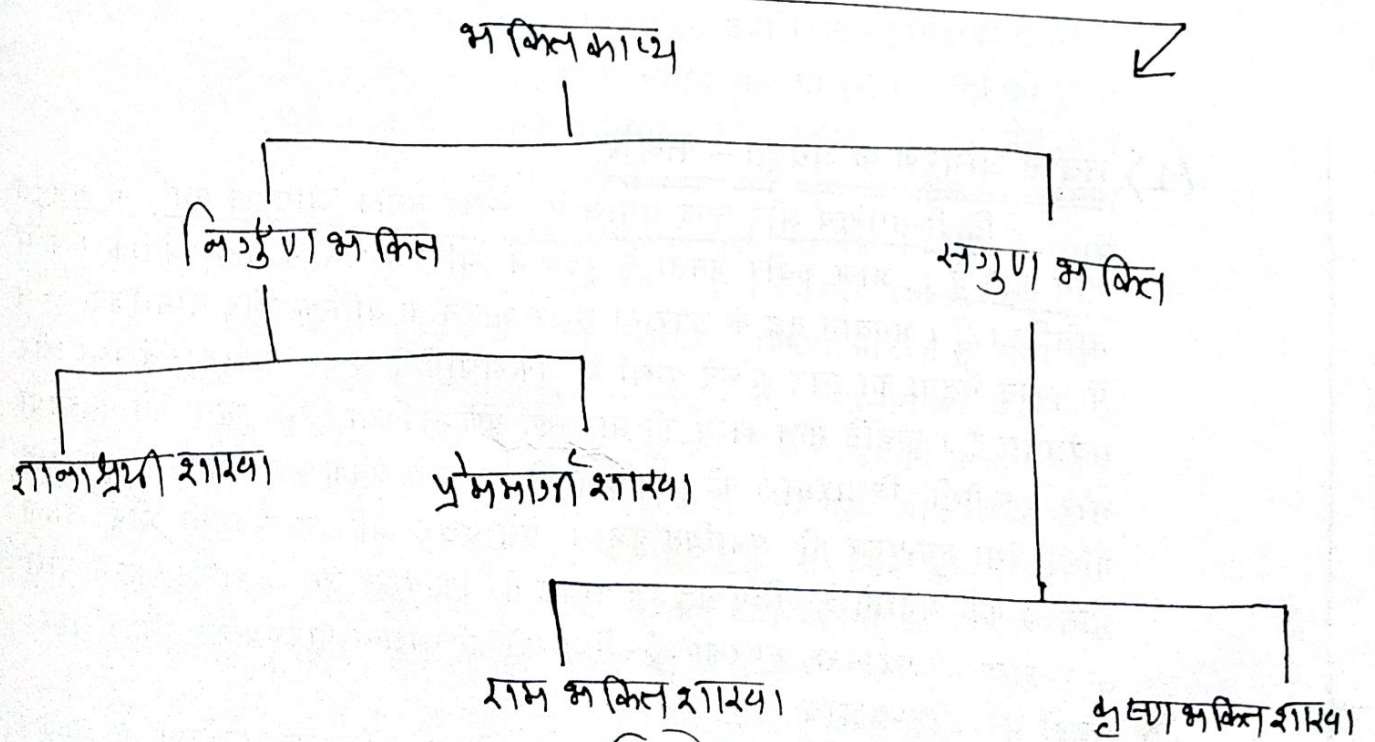 भक्तिकाव्य
निर्गुण भक्ति
सगुण भक्ति
ज्ञानाश्रयी शाखा
प्रेममार्गी शाखा
राम भक्ति शाखा
कृष्ण भक्ति शाखा